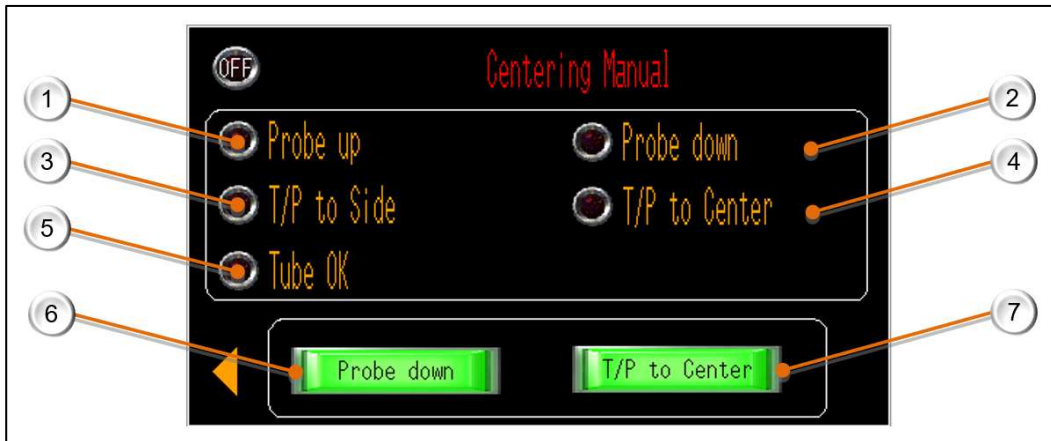 OFF Centering Manual
1 Probe up Probe down 2
3 T/P to Side T/P to Center 4
5 Tube OK
6 Probe down T/P to Center 7